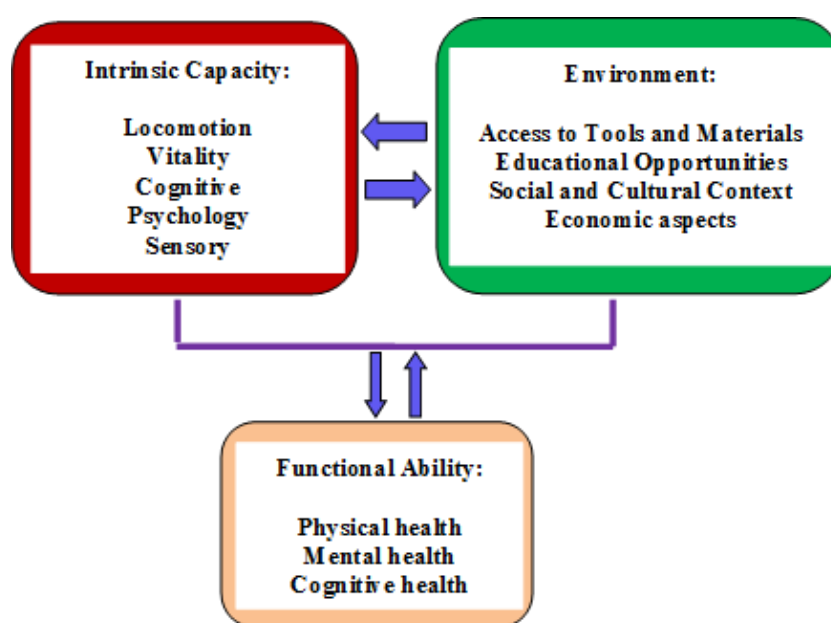 Intrinsic Capacity:
Locomotion
Vitality
Cognitive
Psychology
Sensory
Environment:
Access to Tools and Materials
Educational Opportunities
Social and Cultural Context
Economic aspects
Functional Ability:
Physical health
Mental health
Cognitive health